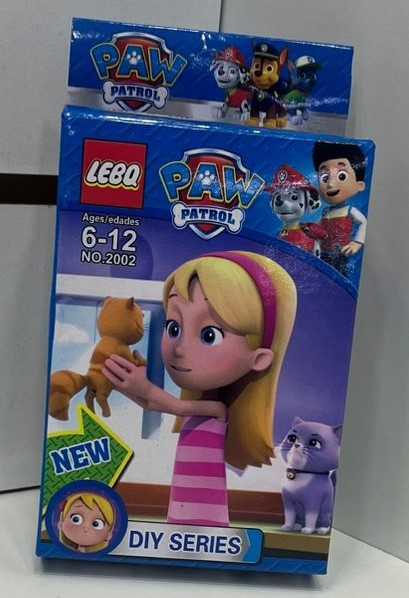 PAW
PATROL
LEBQ
PAW
PATROL
Ages/edades
6-12
NO.2002
NEW
DIY SERIES